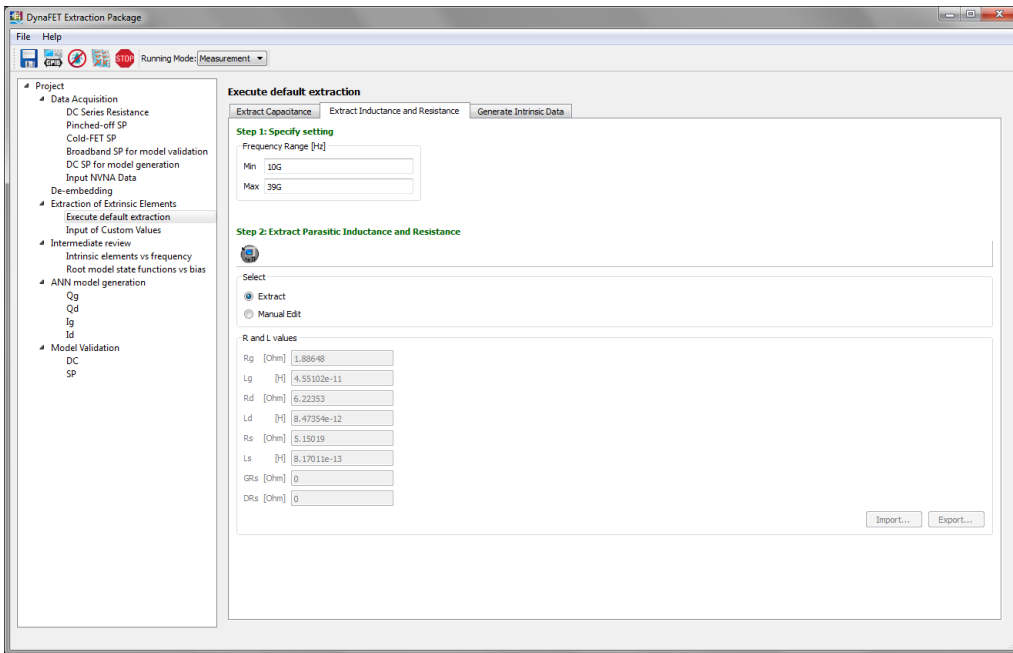 DynaFET Extraction Package
File Help
GPIB STOP Running Mode: Measurement
Project
Data Acquisition
DC Series Resistance
Pinched-off SP
Cold-FET SP
Broadband SP for model validation
DC SP for model generation
Input NVNA Data
De-embedding
Extraction of Extrinsic Elements
Execute default extraction
Input of Custom Values
Intermediate review
Intrinsic elements vs frequency
Root model state functions vs bias
ANN model generation
Qg
Qd
Ig
Id
Model Validation
DC
SP
Execute default extraction
Extract Capacitance Extract Inductance and Resistance Generate Intrinsic Data
Step 1: Specify setting
Frequency Range [Hz]
Min 10G
Max 39G
Step 2: Extract Parasitic Inductance and Resistance
Select
Extract
Manual Edit
R and L values
Rg [Ohm] 1.88648
Lg [H] 4.55102e-11
Rd [Ohm] 6.22353
Ld [H] 8.47354e-12
Rs [Ohm] 5.15019
Ls [H] 8.17011e-13
GRs [Ohm] 0
DRs [Ohm] 0
Import... Export...